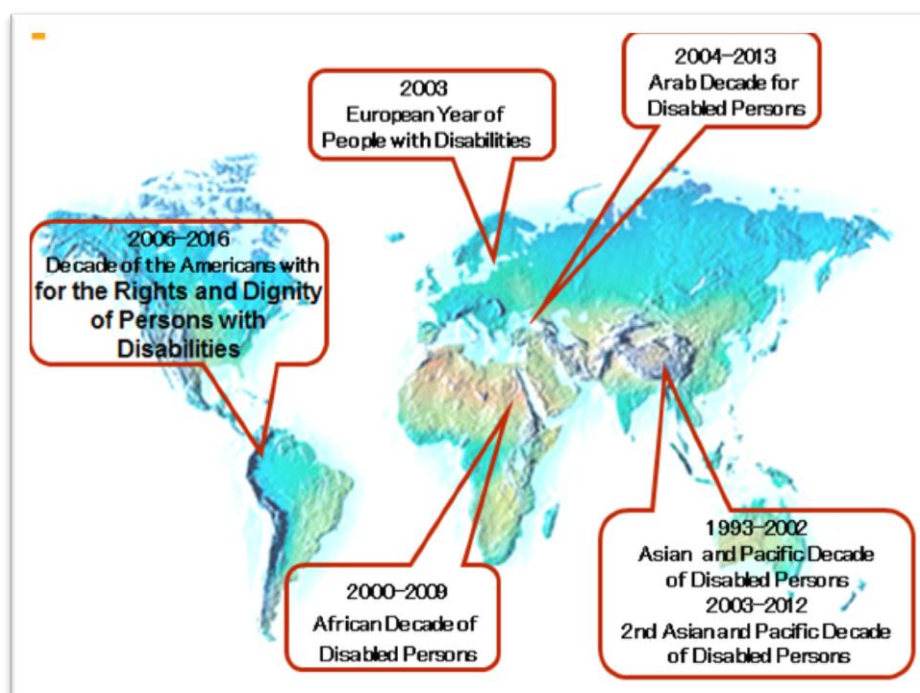 2003
European Year of
People with Disabilities
2004-2013
Arab Decade for
Disabled Persons
2006-2016
Decade of the Americans with
for the Rights and Dignity
of Persons with
Disabilities
2000-2009
African Decade of
Disabled Persons
1993-2002
Asian and Pacific Decade
of Disabled Persons
2003-2012
2nd Asian and Pacific Decade
of Disabled Persons